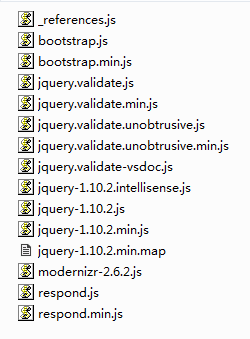 _references.js
bootstrap.js
bootstrap.min.js
jquery.validate.js
jquery.validate.min.js
jquery.validate.unobtrusive.js
jquery.validate.unobtrusive.min.js
jquery.validate-vsdoc.js
jquery-1.10.2.intellisense.js
jquery-1.10.2.js
jquery-1.10.2.min.js
jquery-1.10.2.min.map
modernizr-2.6.2.js
respond.js
respond.min.js